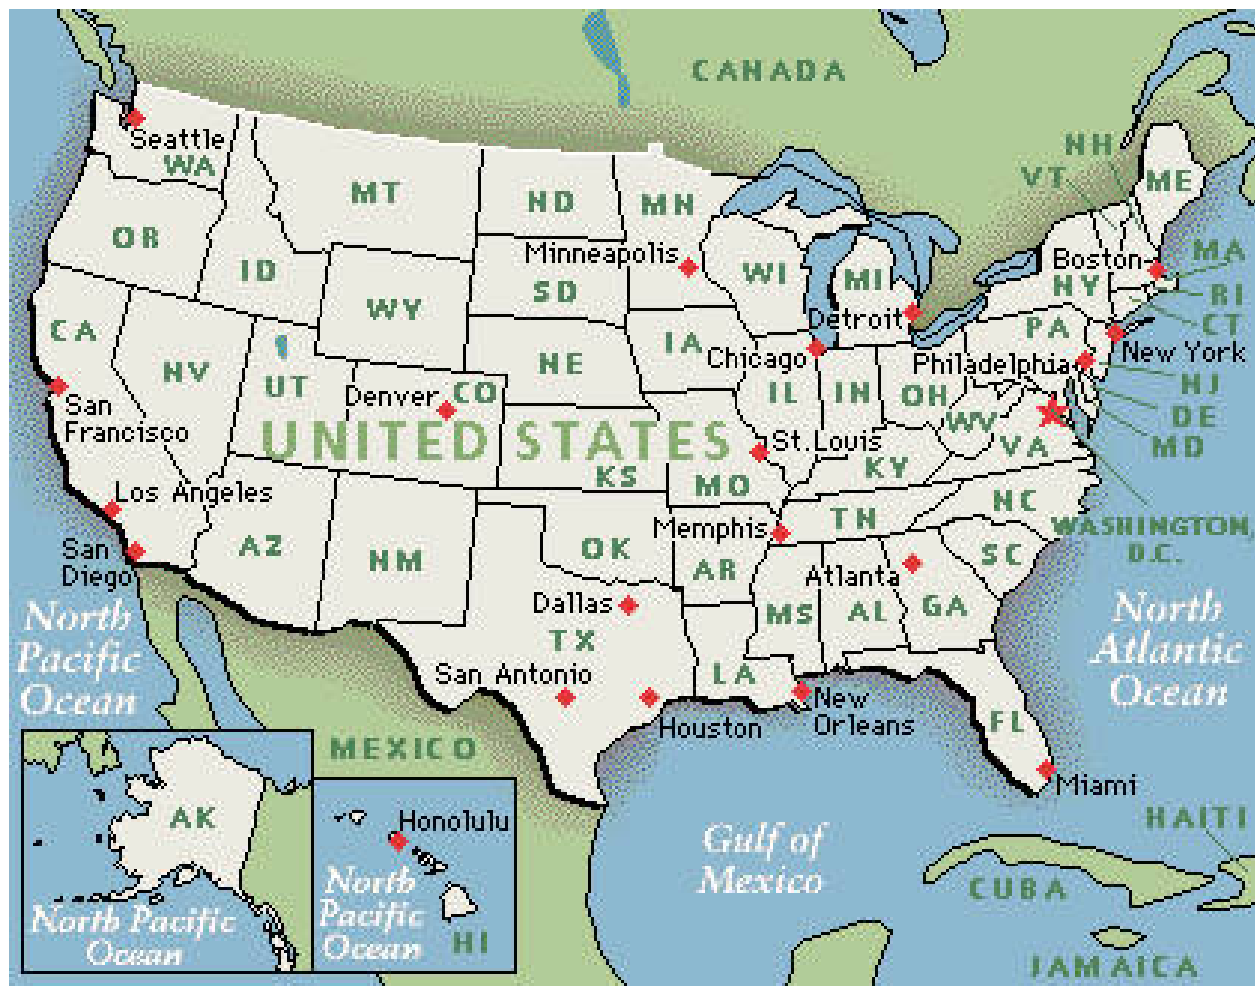 CANADA
NH
VT
ME
Seattle
WA
MT
ND
MN
OR
Minneapolis
Boston
MA
ID
SD
WI
MI
NY
RI
WY
CA
IA
Detroit
PA
CT
NV
NE
Chicago
Philadelphia
New York
UT
Denver
CO
IL
IN
OH
NJ
San
Francisco
WV
DE
UNITED STATES
St. Louis
VA
MD
KS
KY
MO
Los Angeles
NC
TN
Memphis
WASHINGTON,
D.C.
San
Diego
AZ
NM
OK
AR
Atlanta
SC
Dallas
MS
AL
GA
North
Pacific
Ocean
TX
North
Atlantic
Ocean
San Antonio
LA
New
Orleans
Houston
FL
MEXICO
Miami
AK
Honolulu
HAITI
Gulf of
Mexico
North
Pacific
Ocean
CUBA
North Pacific
Ocean
HI
JAMAICA